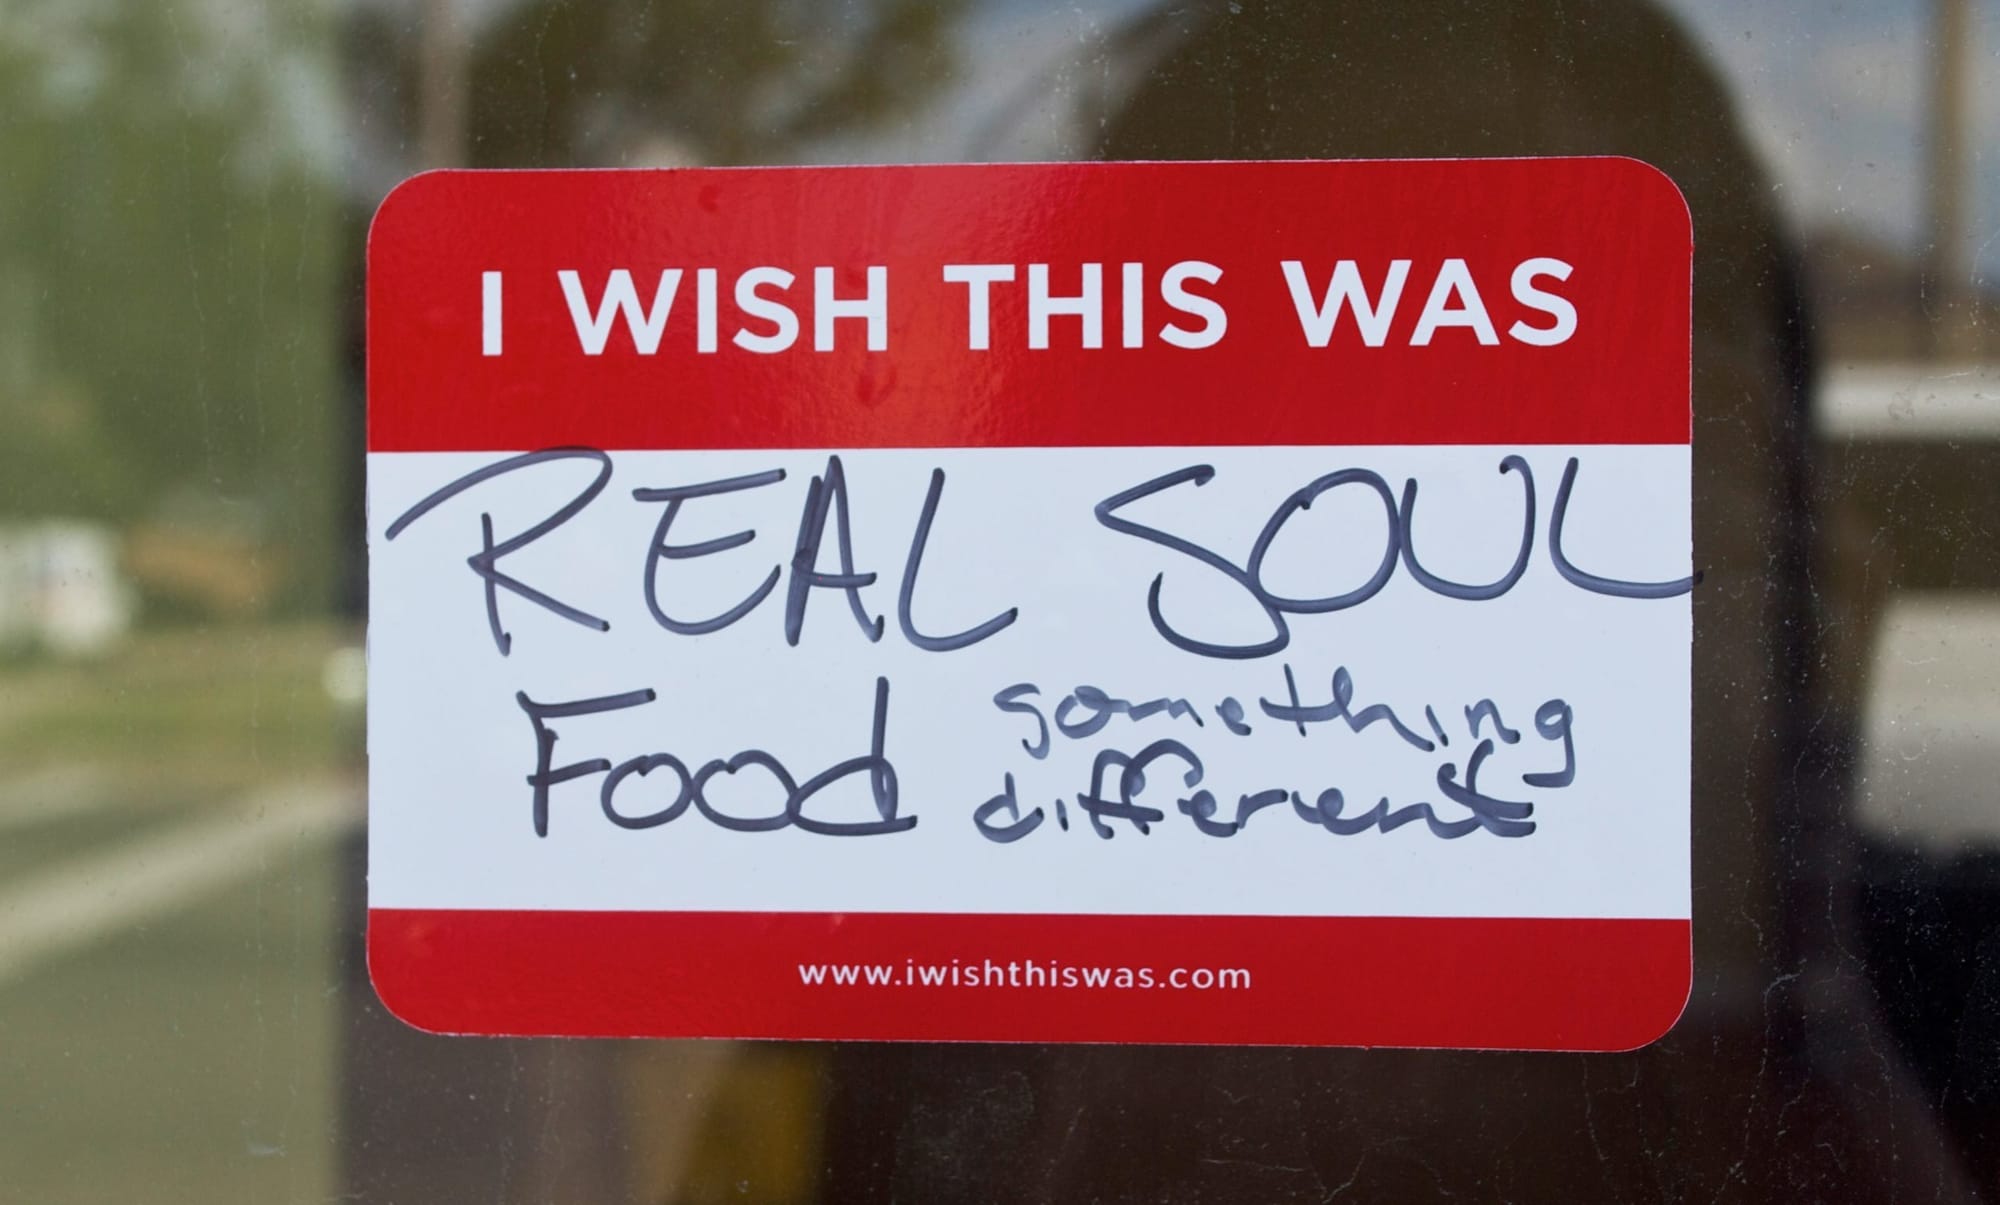 I WISH THIS WAS
REAL SOUL
Food something
different
www.iwishthiswas.com